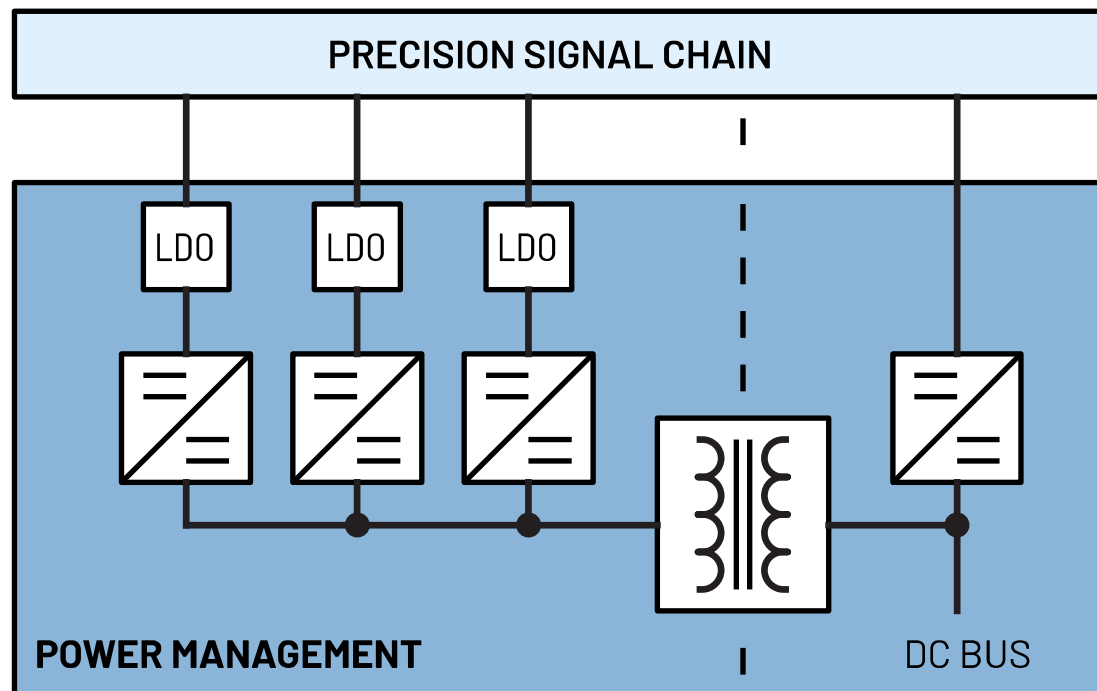 PRECISION SIGNAL CHAIN
LDO
LDO
LDO
POWER MANAGEMENT
DC BUS